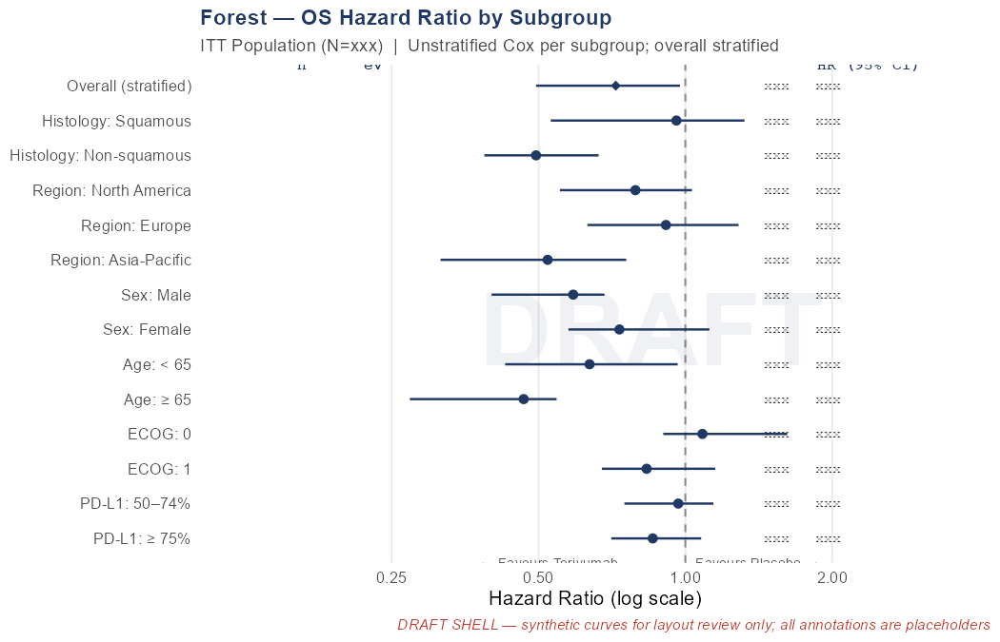 Forest — OS Hazard Ratio by Subgroup
ITT Population (N=xxx) | Unstratified Cox per subgroup; overall stratified
n ev HR (95% CI)
Overall (stratified) xxx xxx
Histology: Squamous xxx xxx
Histology: Non-squamous xxx xxx
Region: North America xxx xxx
Region: Europe xxx xxx
Region: Asia-Pacific xxx xxx
Sex: Male xxx xxx
DRAFT
Sex: Female xxx xxx
Age: < 65 xxx xxx
Age: ≥ 65 xxx xxx
ECOG: 0 xxx xxx
ECOG: 1 xxx xxx
PD-L1: 50–74% xxx xxx
PD-L1: ≥ 75% xxx xxx
Favours Placebo
0.25 0.50 1.00 2.00
Hazard Ratio (log scale)
DRAFT SHELL — synthetic curves for layout review only; all annotations are placeholders